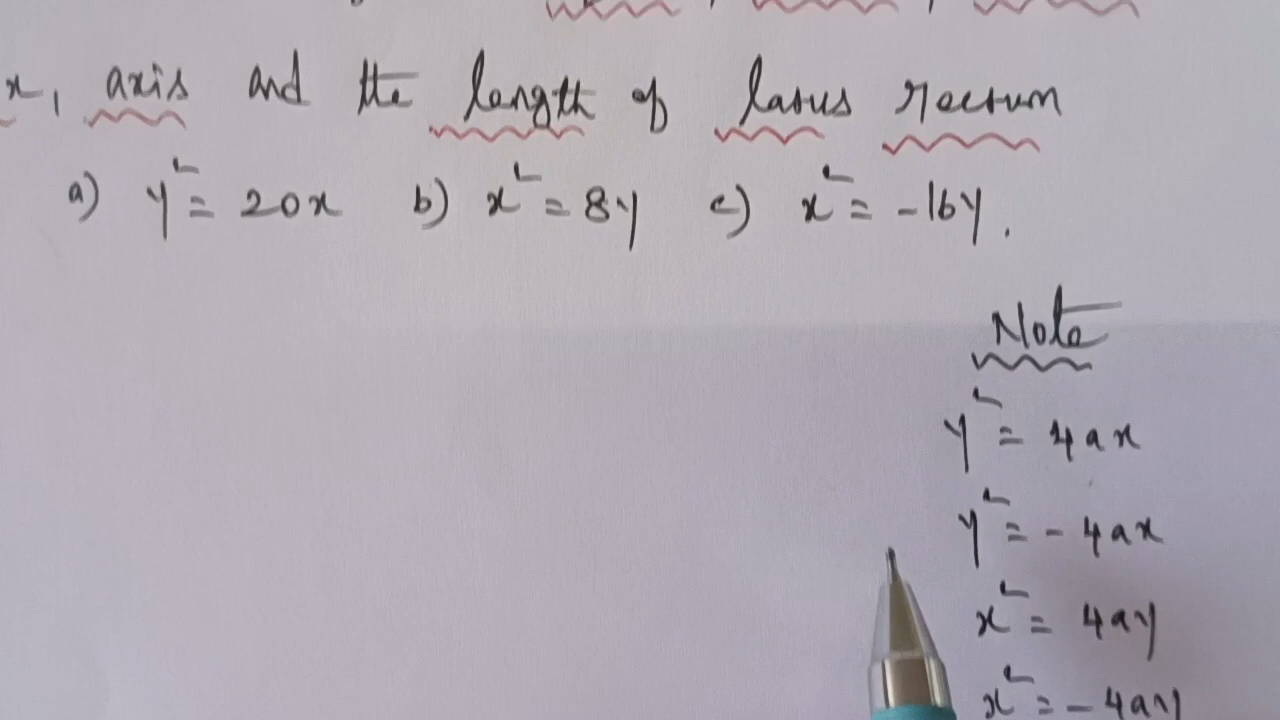 x, axis and the length of latus rectum
a) y² = 20x b) x² = 8y c) x² = -16y.
Note
y² = 4ax
y² = -4ax
x² = 4ay
x² = -4ay